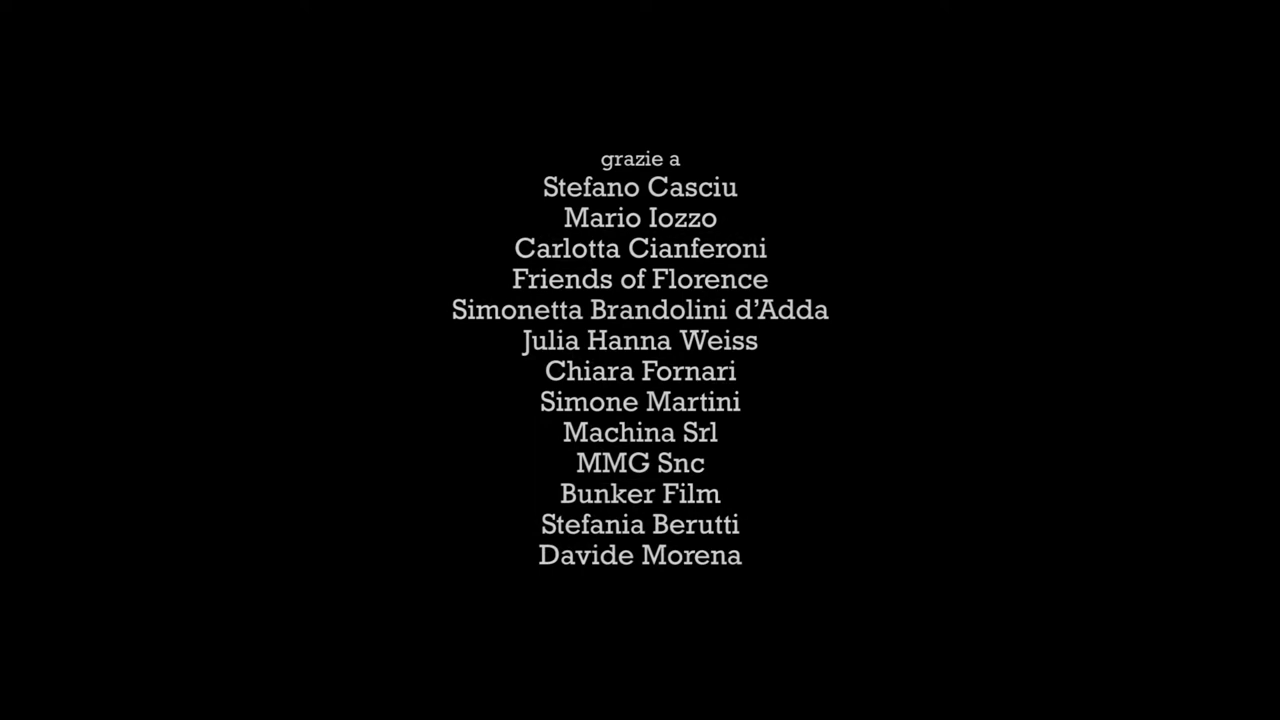 grazie a
Stefano Casciu
Mario Iozzo
Carlotta Cianferoni
Friends of Florence
Simonetta Brandolini d’Adda
Julia Hanna Weiss
Chiara Fornari
Simone Martini
Machina Srl
MMG Snc
Bunker Film
Stefania Berutti
Davide Morena